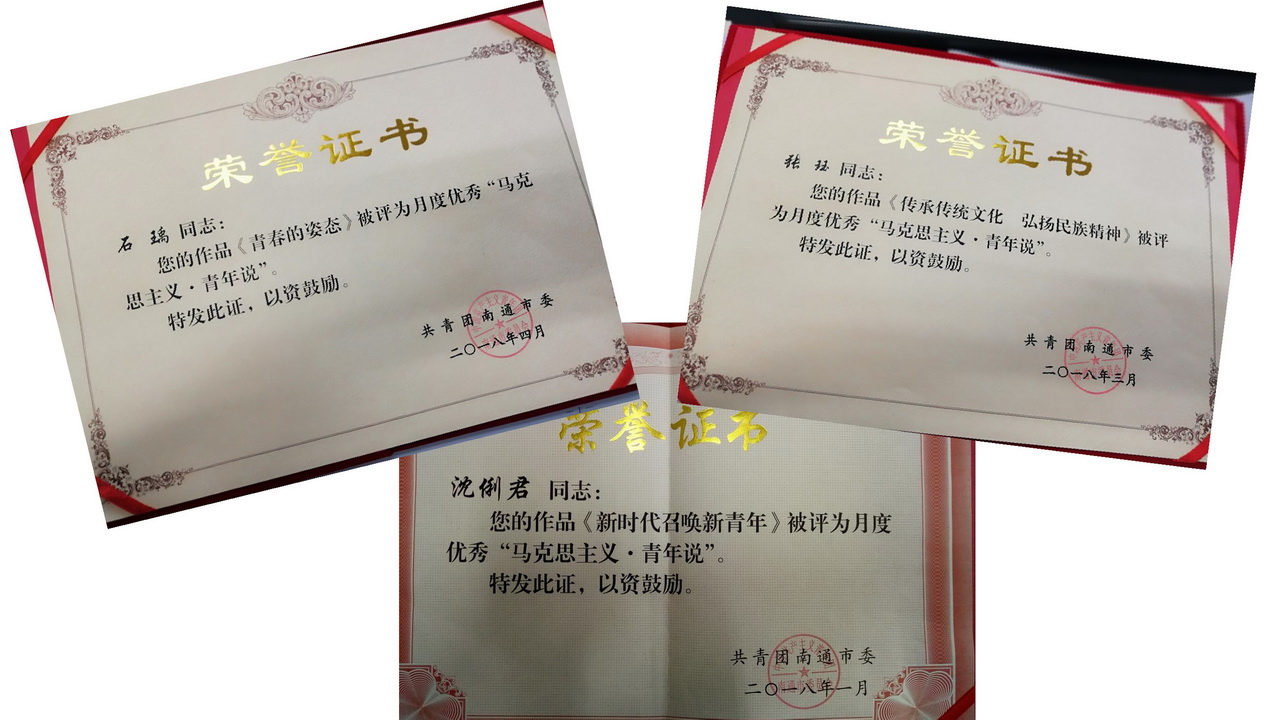 荣誉证书
石 瑀 同志：
您的作品《青春的姿态》被评为月度优秀“马克
思主义·青年说”。
特发此证，以资鼓励。
共青团南通市委
二〇一八年四月
荣誉证书
张 珏 同志：
您的作品《传承传统文化 弘扬民族精神》被评
为月度优秀“马克思主义·青年说”。
特发此证，以资鼓励。
共青团南通市委
二〇一八年三月
荣誉证书
沈俐君 同志：
您的作品《新时代召唤新青年》被评为月度
优秀“马克思主义·青年说”。
特发此证，以资鼓励。
共青团南通市委
二〇一八年一月